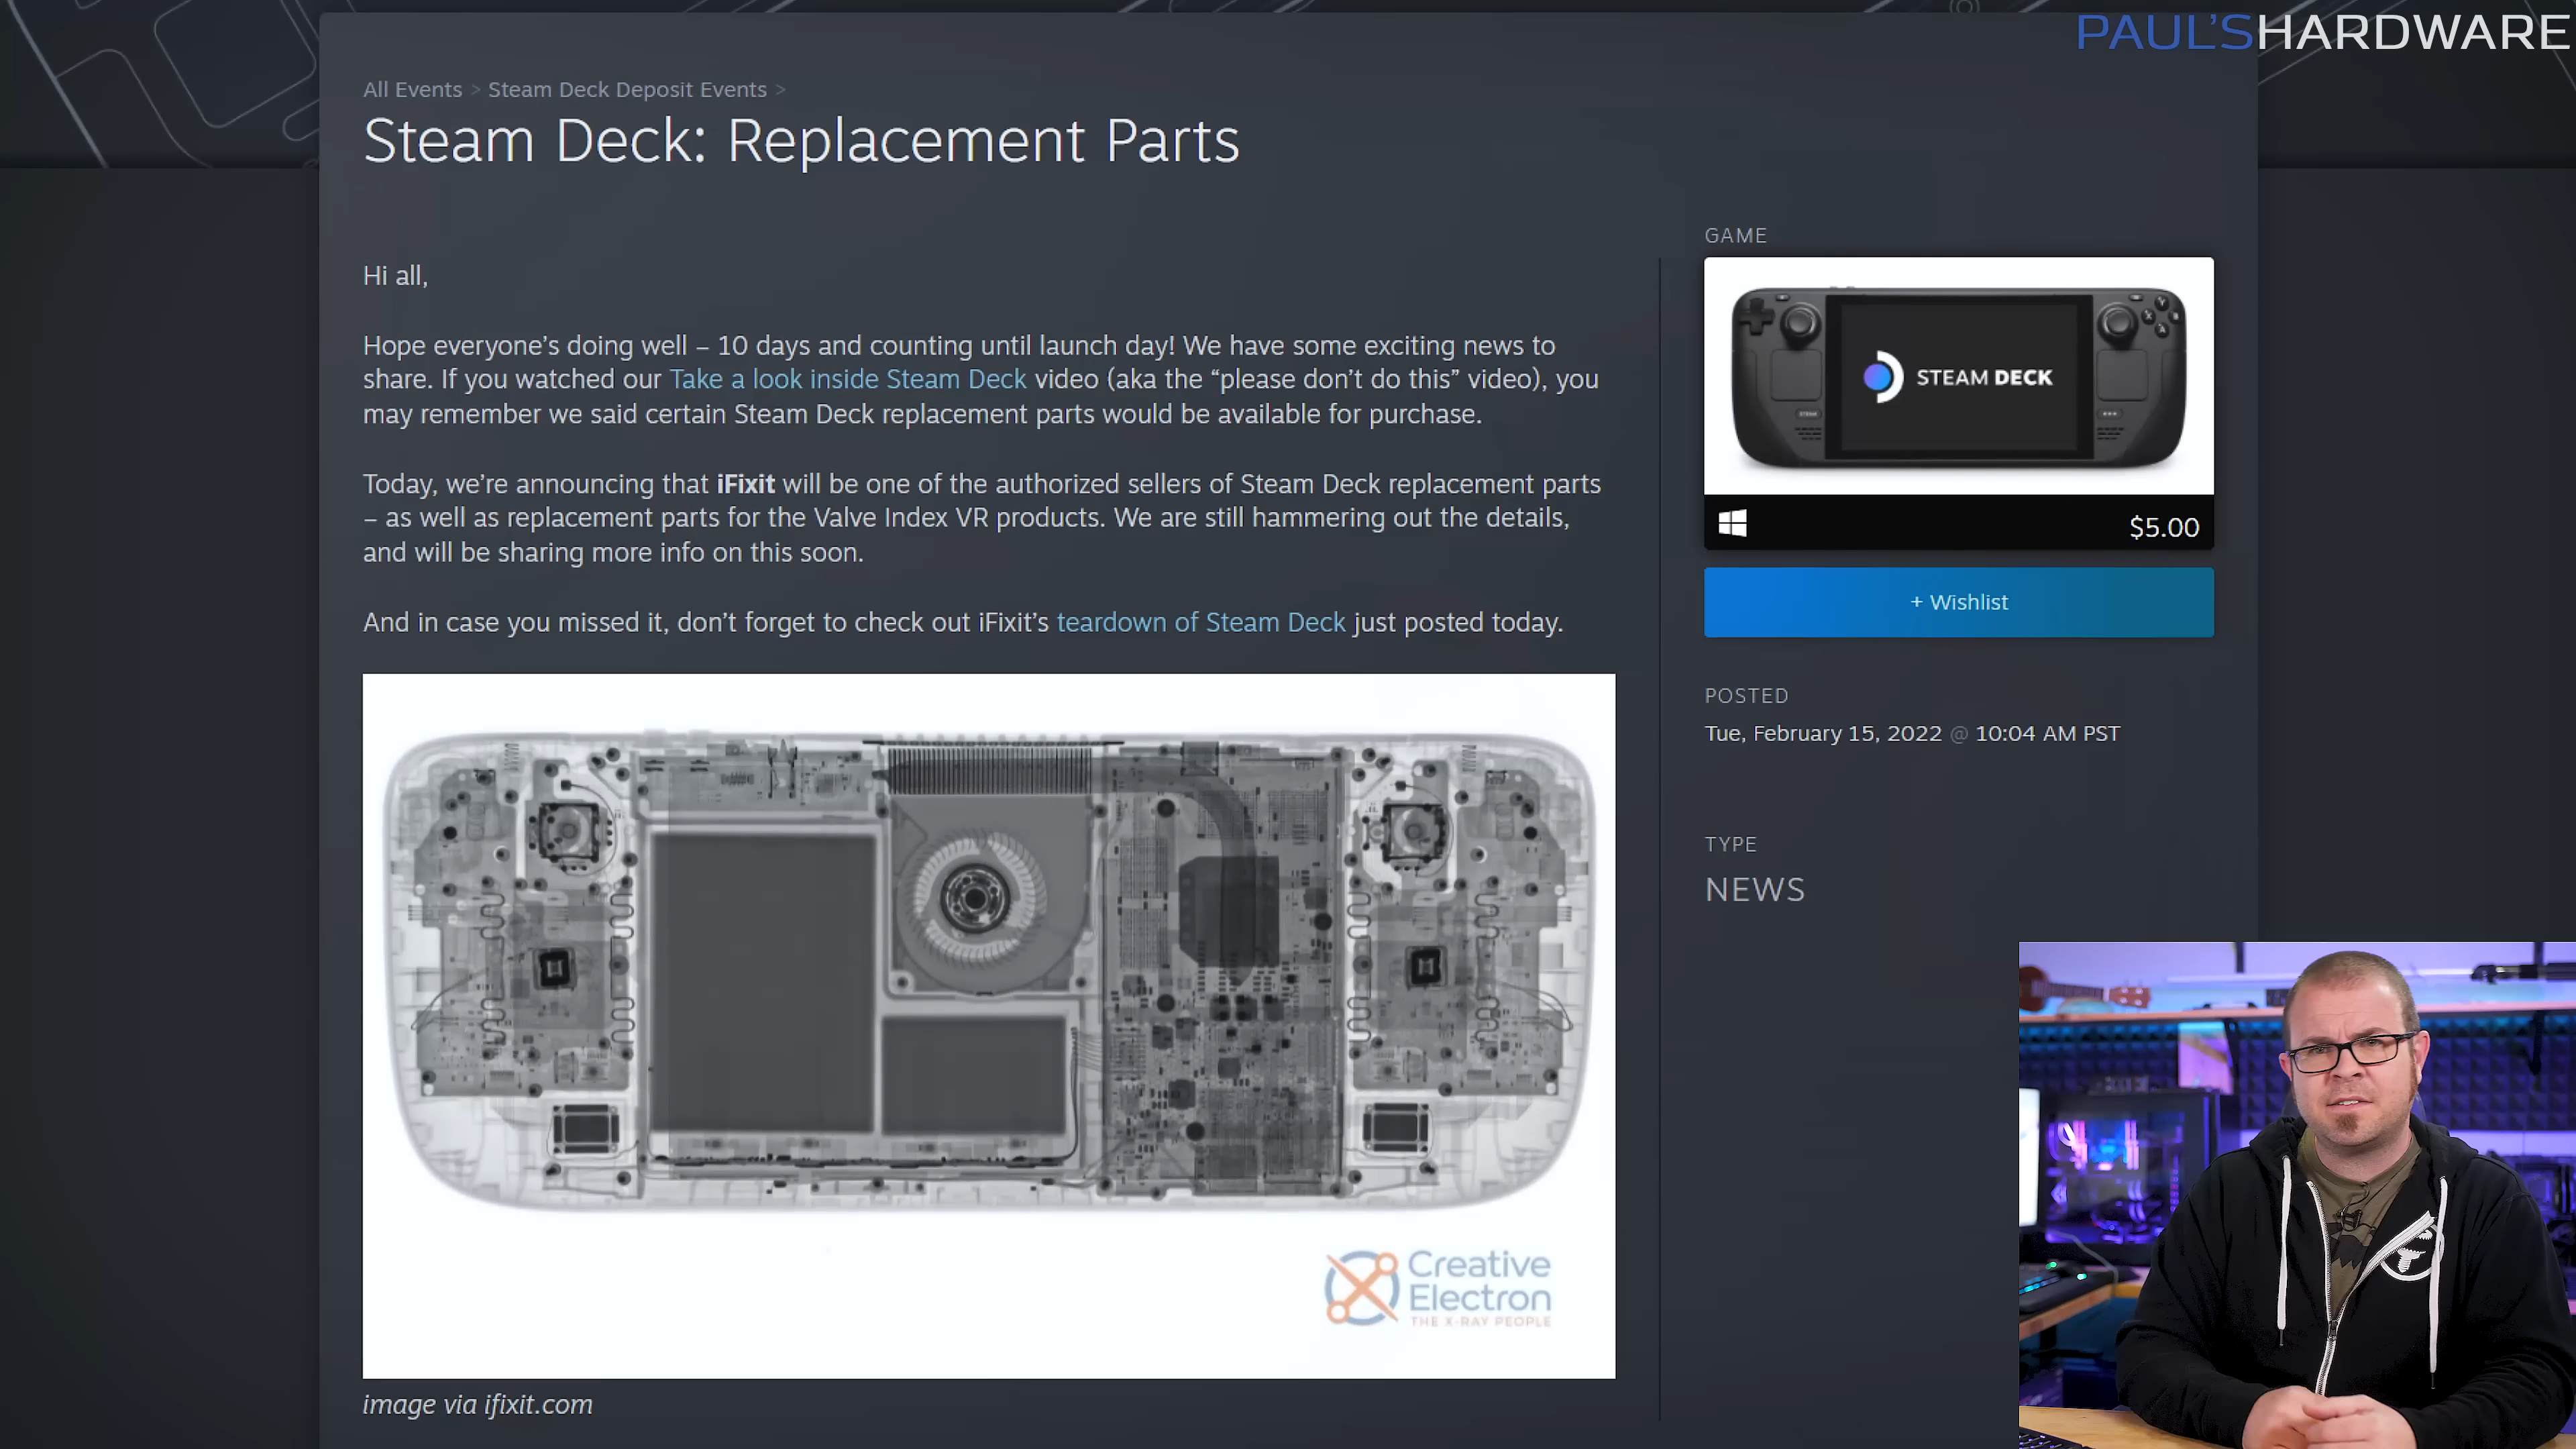 PAUL'SHARDWARE
All Events > Steam Deck Deposit Events >
Steam Deck: Replacement Parts
Hi all,
Hope everyone's doing well – 10 days and counting until launch day! We have some exciting news to
share. If you watched our Take a look inside Steam Deck video (aka the “please don't do this” video), you
may remember we said certain Steam Deck replacement parts would be available for purchase.
Today, we're announcing that iFixit will be one of the authorized sellers of Steam Deck replacement parts
– as well as replacement parts for the Valve Index VR products. We are still hammering out the details,
and will be sharing more info on this soon.
And in case you missed it, don't forget to check out iFixit's teardown of Steam Deck just posted today.
Creative
Electron
THE X-RAY PEOPLE
image via ifixit.com
GAME
STEAM DECK
$5.00
+ Wishlist
POSTED
Tue, February 15, 2022 @ 10:04 AM PST
TYPE
NEWS